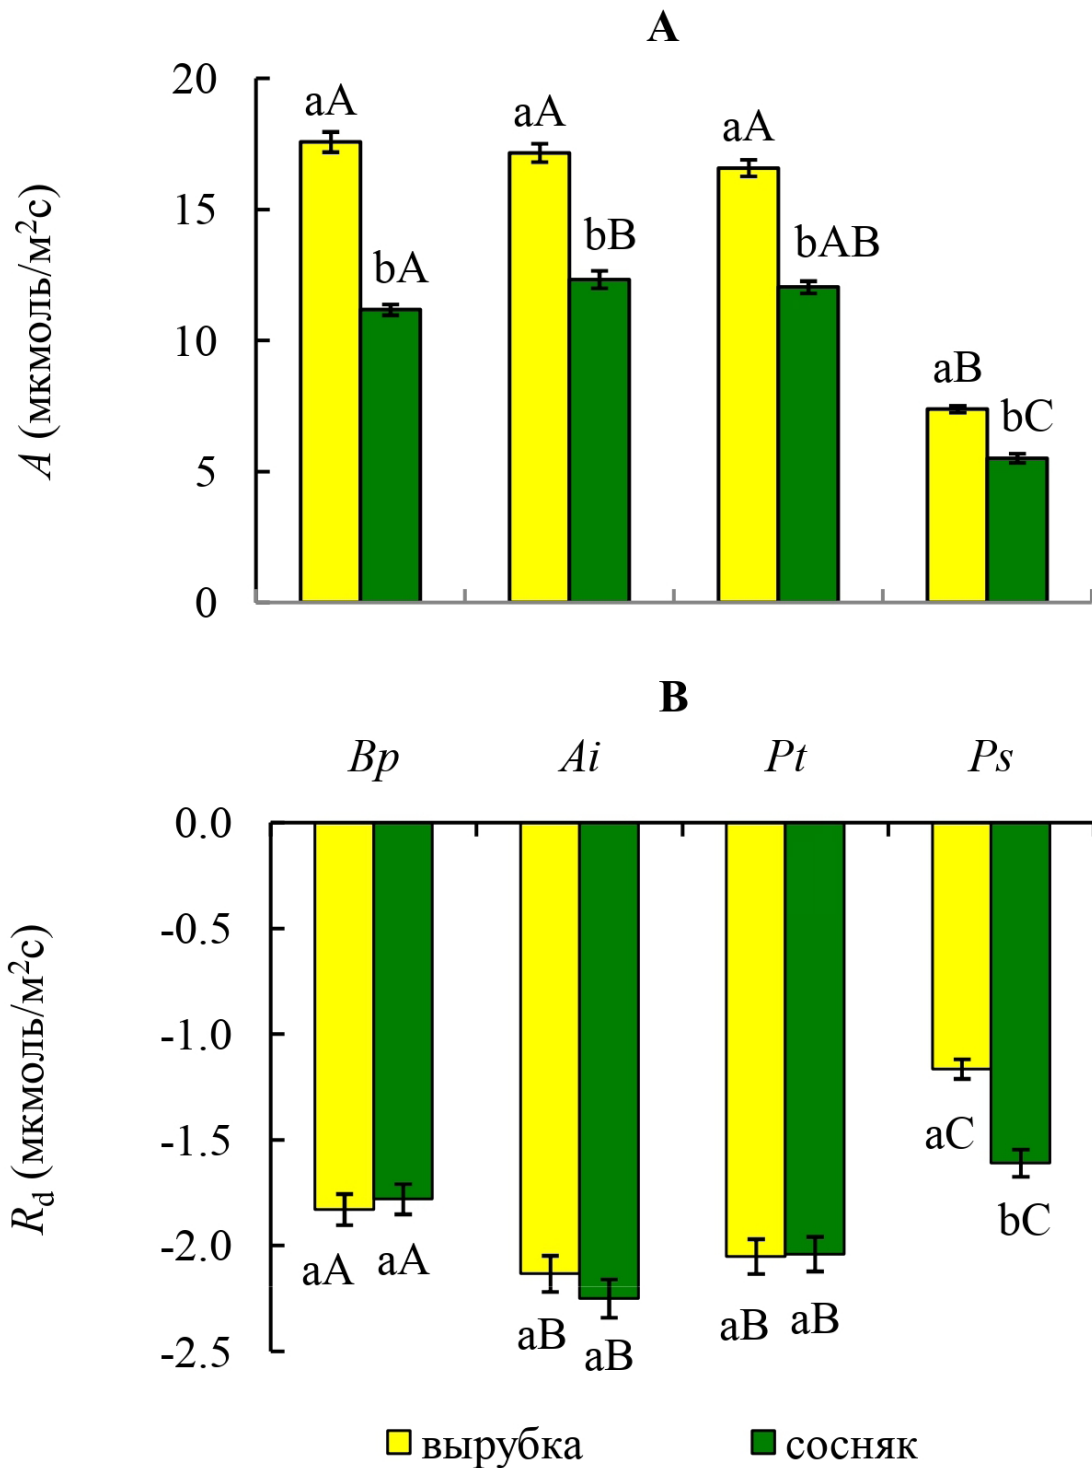 A
A (мкмоль/м²с)
20
15
10
5
0
aA
bA
aA
bB
aA
bAB
aB
bC
B
Bp Ai Pt Ps
R_d (мкмоль/м²с)
0.0
-0.5
-1.0
-1.5
-2.0
-2.5
aA
aA
aB
aB
aB
aB
aC
bC
вырубка сосняк